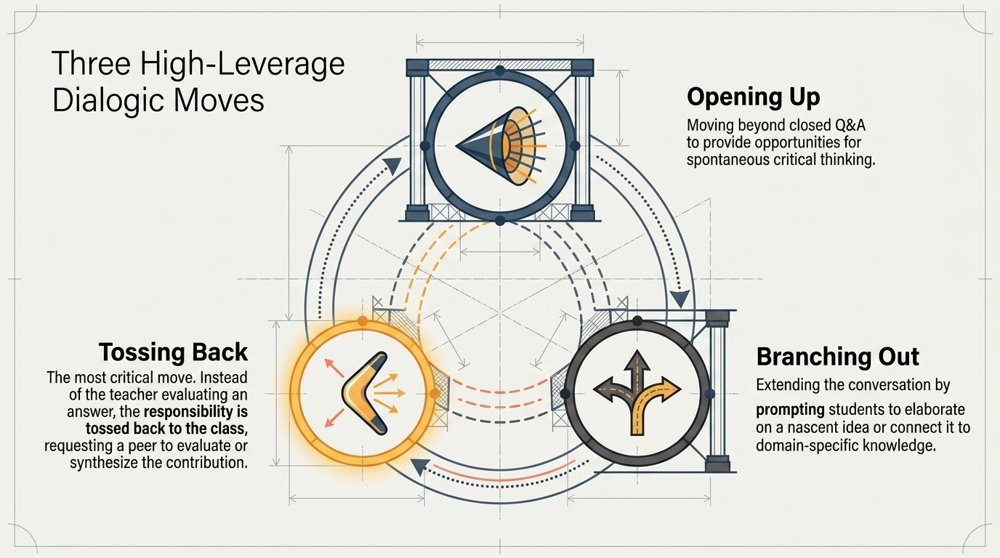 Three High-Leverage
Dialogic Moves
Opening Up
Moving beyond closed Q&A
to provide opportunities for
spontaneous critical thinking.
Tossing Back
The most critical move. Instead
of the teacher evaluating an
answer, the responsibility is
tossed back to the class,
requesting a peer to evaluate or
synthesize the contribution.
Branching Out
Extending the conversation by
prompting students to elaborate
on a nascent idea or connect it to
domain-specific knowledge.